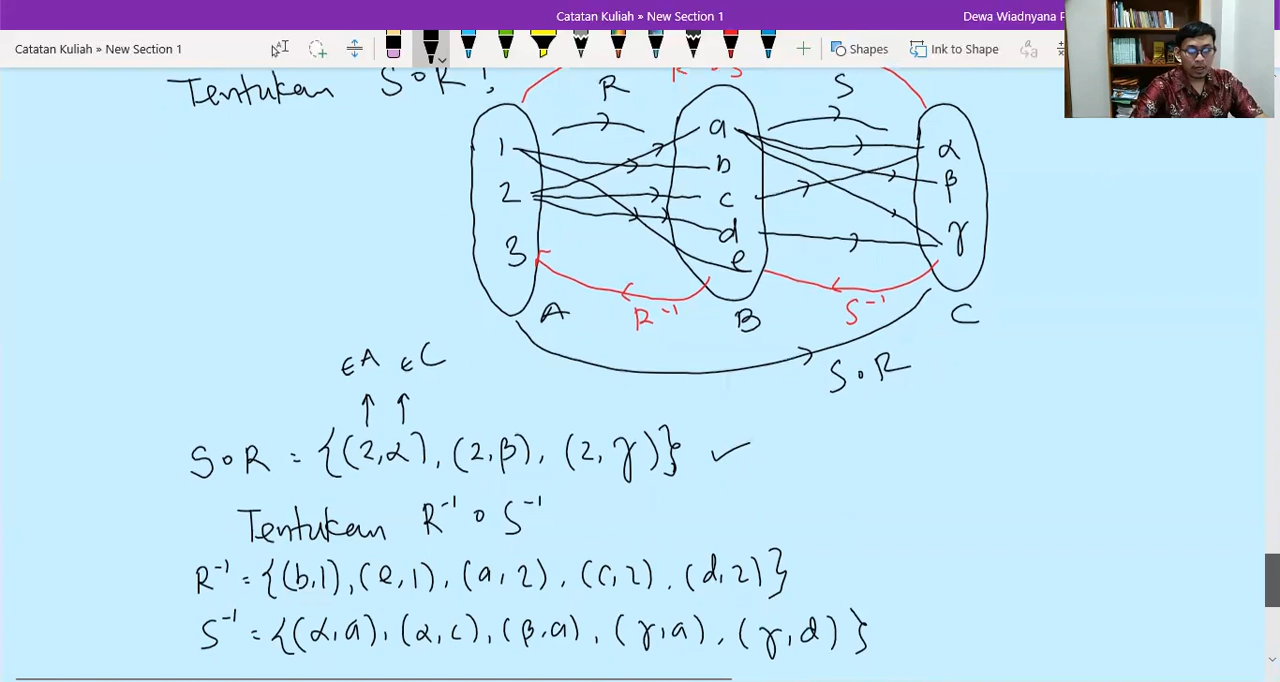 Catatan Kuliah » New Section 1
Dewa Wiadnyana
Catatan Kuliah » New Section 1
Shapes
Ink to Shape
Tentukan S∘R !
R
S
1
2
3
a
b
c
d
e
α
β
γ
A
R⁻¹
B
S⁻¹
C
S∘R
∈A ∈C
S∘R = {(2,α), (2,β), (2,γ)} ✓
Tentukan R⁻¹ ∘ S⁻¹
R⁻¹ = {(b,1), (e,1), (a,2), (c,2), (d,2)}
S⁻¹ = {(α,a), (α,c), (β,a), (γ,a), (γ,d)}